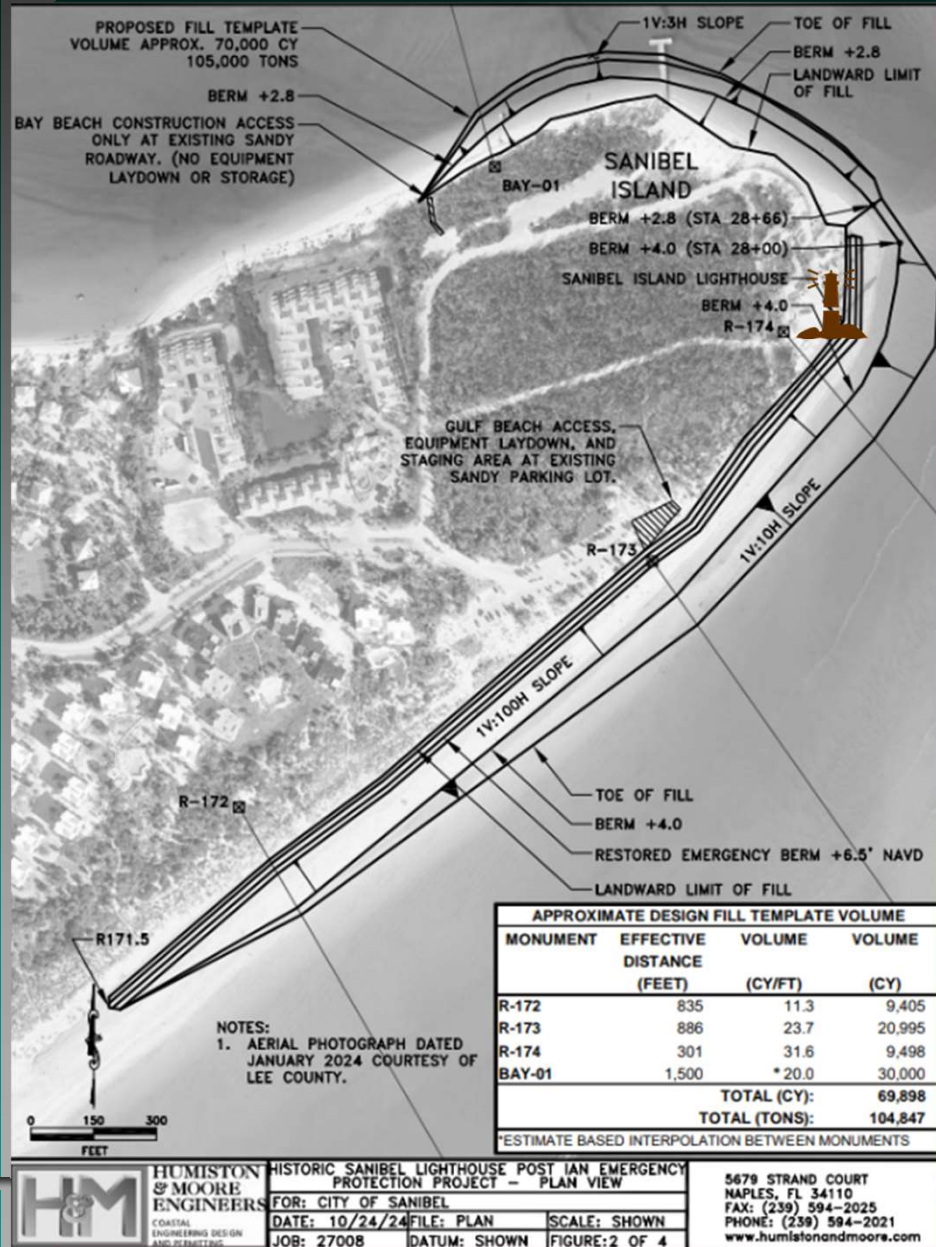 PROPOSED FILL TEMPLATE
VOLUME APPROX. 70,000 CY
105,000 TONS
BERM +2.8
BAY BEACH CONSTRUCTION ACCESS
ONLY AT EXISTING SANDY
ROADWAY. (NO EQUIPMENT
LAYDOWN OR STORAGE)
1V:3H SLOPE
TOE OF FILL
BERM +2.8
LANDWARD LIMIT
OF FILL
BAY-01
SANIBEL
ISLAND
BERM +2.8 (STA 28+66)
BERM +4.0 (STA 28+00)
SANIBEL ISLAND LIGHTHOUSE
BERM +4.0
R-174
GULF BEACH ACCESS,
EQUIPMENT LAYDOWN, AND
STAGING AREA AT EXISTING
SANDY PARKING LOT.
R-173
1V:10H SLOPE
1V:100H SLOPE
R-172
TOE OF FILL
BERM +4.0
RESTORED EMERGENCY BERM +6.5' NAVD
LANDWARD LIMIT OF FILL
R171.5
NOTES:
1. AERIAL PHOTOGRAPH DATED
JANUARY 2024 COURTESY OF
LEE COUNTY.
0 150 300
FEET
APPROXIMATE DESIGN FILL TEMPLATE VOLUME
MONUMENT EFFECTIVE VOLUME VOLUME
DISTANCE
(FEET) (CY/FT) (CY)
R-172 835 11.3 9,405
R-173 886 23.7 20,995
R-174 301 31.6 9,498
BAY-01 1,500 *20.0 30,000
TOTAL (CY): 69,898
TOTAL (TONS): 104,847
*ESTIMATE BASED INTERPOLATION BETWEEN MONUMENTS
H&M
HUMISTON
& MOORE
ENGINEERS
COASTAL
ENGINEERING DESIGN
AND PERMITTING
HISTORIC SANIBEL LIGHTHOUSE POST IAN EMERGENCY
PROTECTION PROJECT - PLAN VIEW
FOR: CITY OF SANIBEL
DATE: 10/24/24 FILE: PLAN SCALE: SHOWN
JOB: 27008 DATUM: SHOWN FIGURE:2 OF 4
5679 STRAND COURT
NAPLES, FL 34110
FAX: (239) 594-2025
PHONE: (239) 594-2021
www.humistonandmoore.com